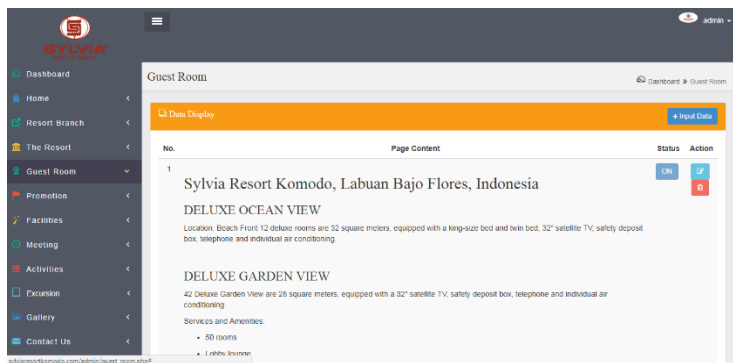 SYLVIA
admin
Dashboard
Guest Room
Dashboard » Guest Room
Home
Resort Branch
Data Display
+ Input Data
The Resort
No.
Page Content
Status
Action
Guest Room
1
Sylvia Resort Komodo, Labuan Bajo Flores, Indonesia
ON
Promotion
DELUXE OCEAN VIEW
Facilities
Location: Beach Front 12 deluxe rooms are 32 square meters, equipped with a king-size bed and twin bed, 32" satellite TV, safety deposit
box, telephone and individual air conditioning.
Meeting
Activities
DELUXE GARDEN VIEW
Excursion
42 Deluxe Garden View are 28 square meters, equipped with a 32" satellite TV, safety deposit box, telephone and individual air
conditioning.
Gallery
Services and Amenities:
• 50 rooms
Contact Us
• Lobby lounge
sylviaresortkomodo.com/admin/guest_room.php#